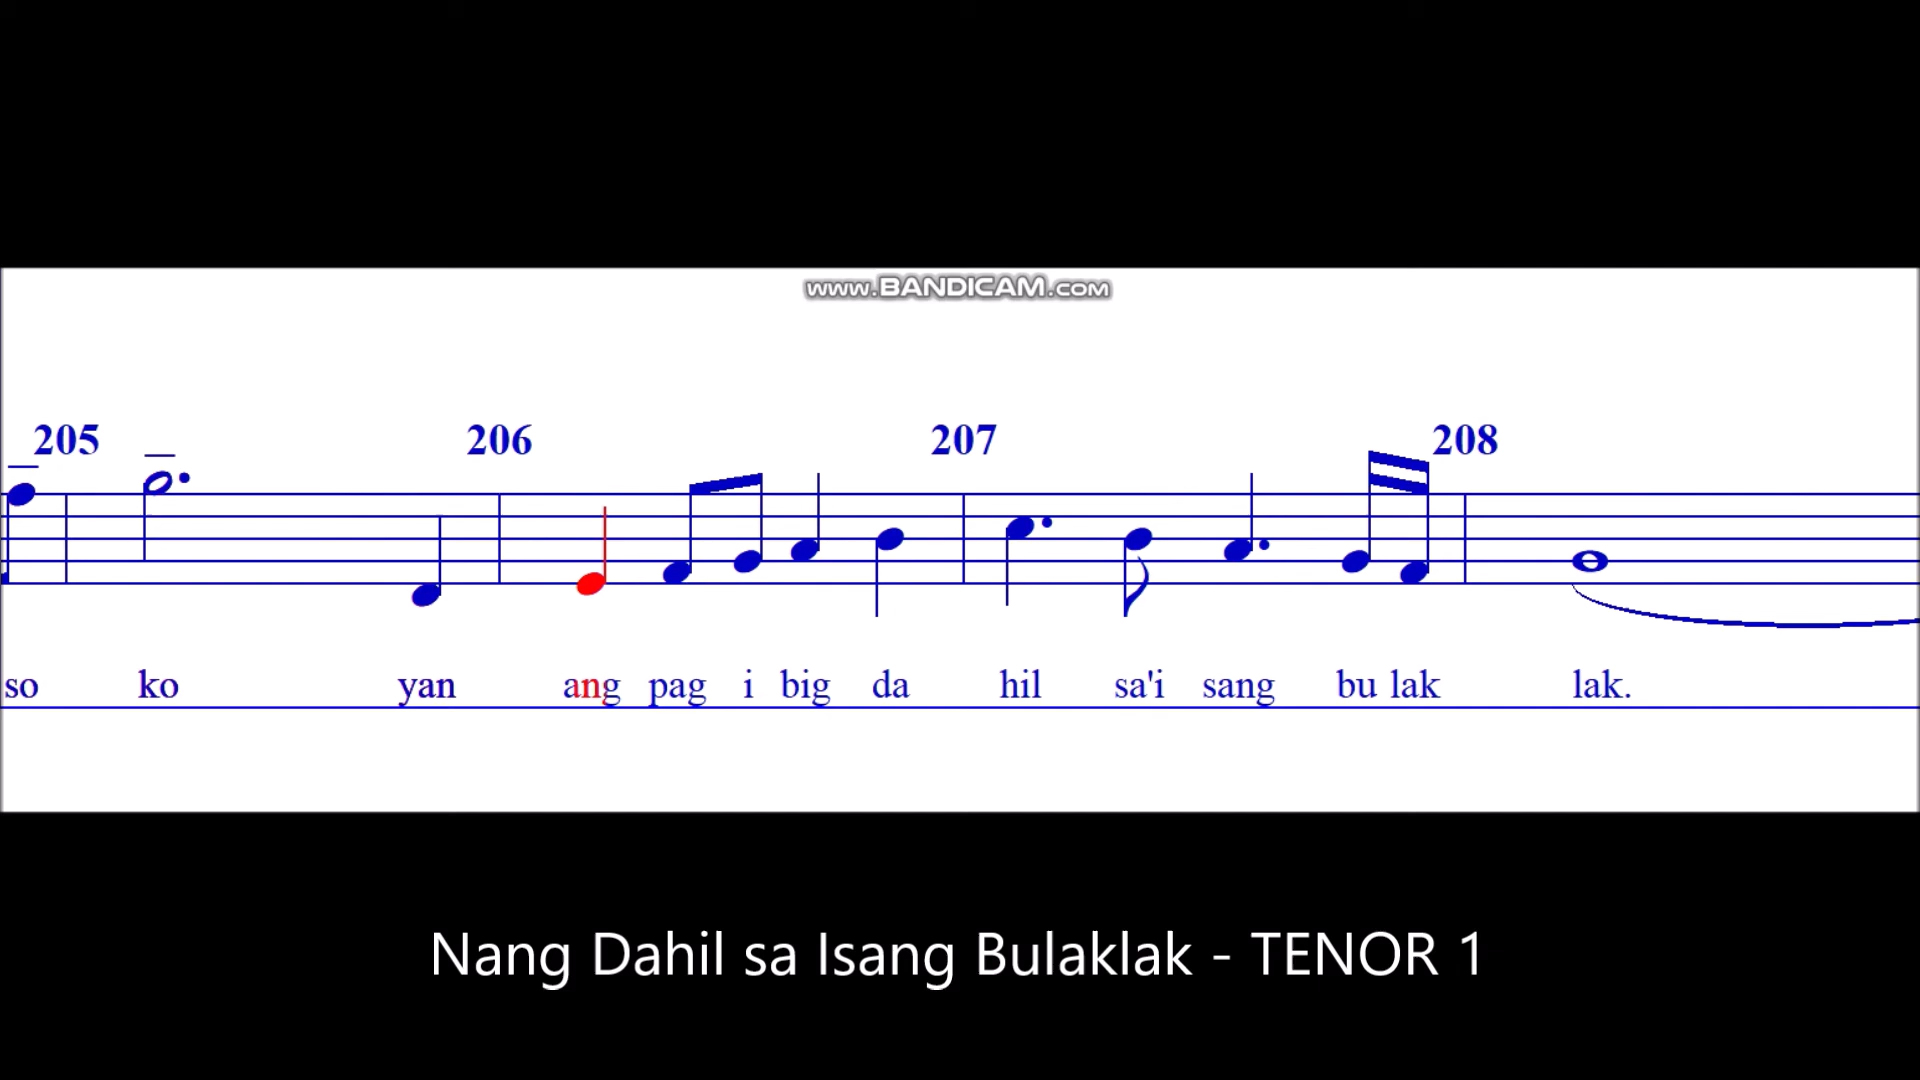 www.BANDICAM.com
205 206 207 208
so ko yan ang pag i big da hil sa'i sang bu lak lak.
Nang Dahil sa Isang Bulaklak - TENOR 1